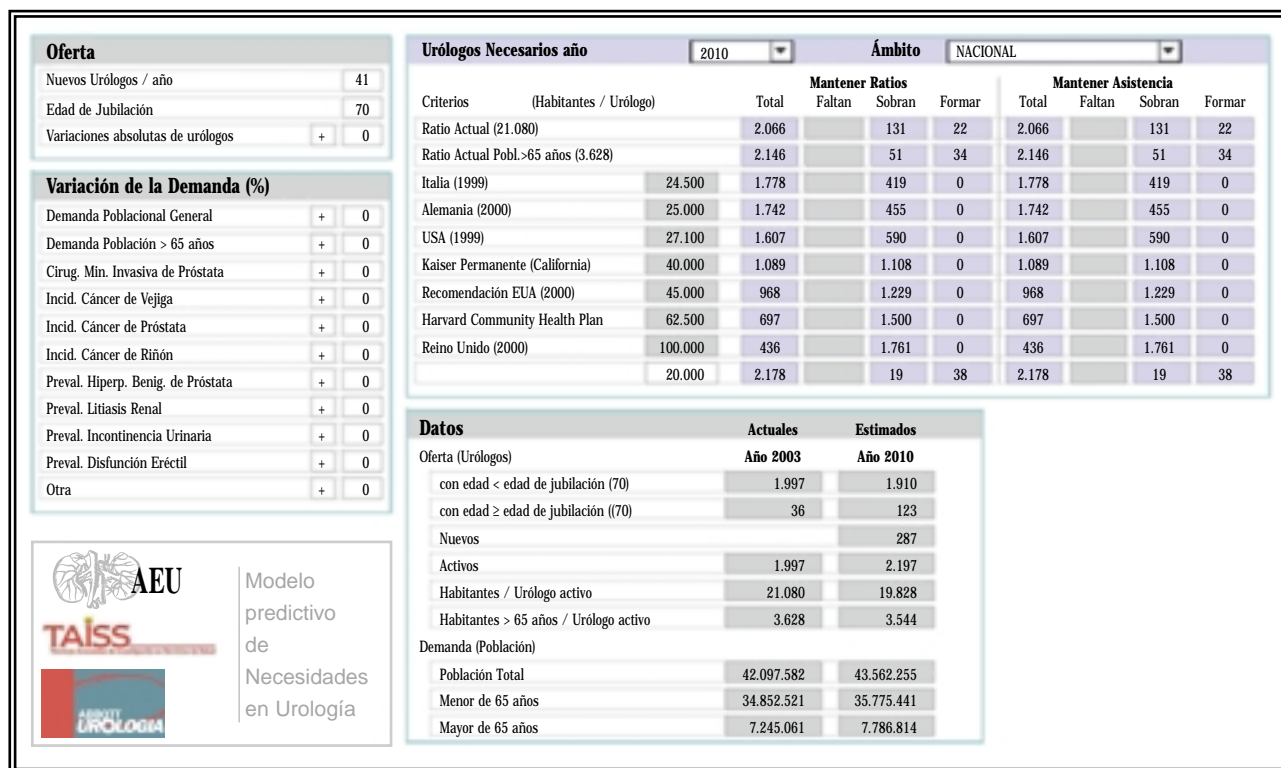 Oferta
Nuevos Urólogos / año 41
Edad de Jubilación 70
Variaciones absolutas de urólogos + 0
Variación de la Demanda (%)
Demanda Poblacional General + 0
Demanda Población > 65 años + 0
Cirug. Min. Invasiva de Próstata + 0
Incid. Cáncer de Vejiga + 0
Incid. Cáncer de Próstata + 0
Incid. Cáncer de Riñón + 0
Preval. Hiperp. Benig. de Próstata + 0
Preval. Litiasis Renal + 0
Preval. Incontinencia Urinaria + 0
Preval. Disfunción Eréctil + 0
Otra + 0
AEU
TAISS
ABBOTT
UROLOGIA
Modelo
predictivo
de
Necesidades
en Urología
Urólogos Necesarios año 2010 Ámbito NACIONAL
Mantener Ratios Mantener Asistencia
Criterios (Habitantes / Urólogo) Total Faltan Sobran Formar Total Faltan Sobran Formar
Ratio Actual (21.080) 2.066 131 22 2.066 131 22
Ratio Actual Pobl.>65 años (3.628) 2.146 51 34 2.146 51 34
Italia (1999) 24.500 1.778 419 0 1.778 419 0
Alemania (2000) 25.000 1.742 455 0 1.742 455 0
USA (1999) 27.100 1.607 590 0 1.607 590 0
Kaiser Permanente (California) 40.000 1.089 1.108 0 1.089 1.108 0
Recomendación EUA (2000) 45.000 968 1.229 0 968 1.229 0
Harvard Community Health Plan 62.500 697 1.500 0 697 1.500 0
Reino Unido (2000) 100.000 436 1.761 0 436 1.761 0
20.000 2.178 19 38 2.178 19 38
Datos Actuales Estimados
Oferta (Urólogos) Año 2003 Año 2010
con edad < edad de jubilación (70) 1.997 1.910
con edad ≥ edad de jubilación ((70) 36 123
Nuevos 287
Activos 1.997 2.197
Habitantes / Urólogo activo 21.080 19.828
Habitantes > 65 años / Urólogo activo 3.628 3.544
Demanda (Población)
Población Total 42.097.582 43.562.255
Menor de 65 años 34.852.521 35.775.441
Mayor de 65 años 7.245.061 7.786.814